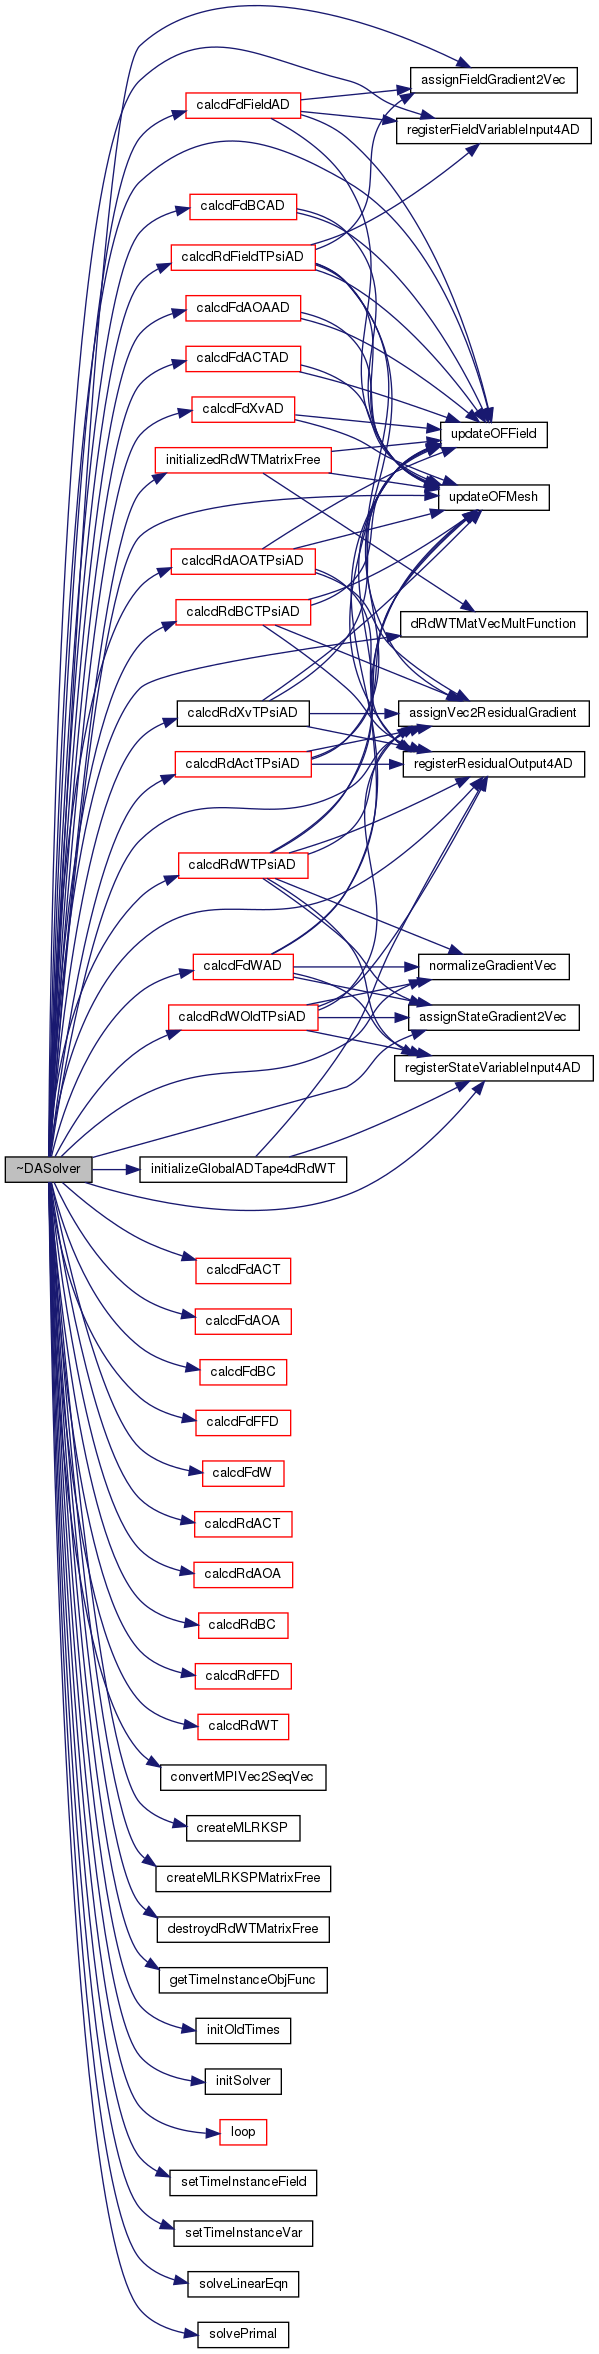 assignFieldGradient2Vec
calcdFdFieldAD
registerFieldVariableInput4AD
calcdFdBCAD
calcdRdFieldTPsiAD
calcdFdAOAAD
calcdFdACTAD
calcdFdXvAD
updateOFField
initializedRdWTMatrixFree
updateOFMesh
calcdRdAOATPsiAD
calcdRdBCTPsiAD
dRdWTMatVecMultFunction
calcdRdXvTPsiAD
assignVec2ResidualGradient
calcdRdActTPsiAD
registerResidualOutput4AD
calcdRdWTPsiAD
calcdFdWAD
normalizeGradientVec
calcdRdWOldTPsiAD
assignStateGradient2Vec
registerStateVariableInput4AD
~DASolver
initializeGlobalADTape4dRdWT
calcdFdACT
calcdFdAOA
calcdFdBC
calcdFdFFD
calcdFdW
calcdRdACT
calcdRdAOA
calcdRdBC
calcdRdFFD
calcdRdWT
convertMPIVec2SeqVec
createMLRKSP
createMLRKSPMatrixFree
destroydRdWTMatrixFree
getTimeInstanceObjFunc
initOldTimes
initSolver
loop
setTimeInstanceField
setTimeInstanceVar
solveLinearEqn
solvePrimal